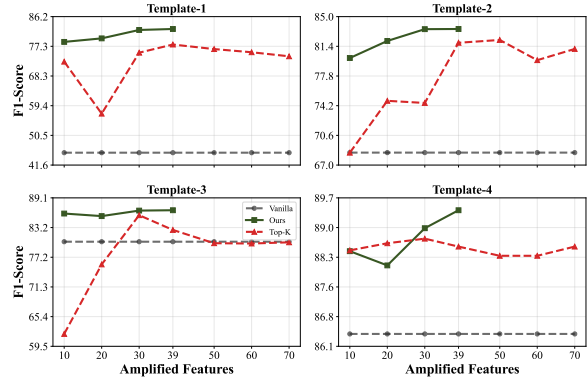 Template-1
Template-2
F1-Score
86.2
77.3
68.3
59.4
50.5
41.6
85.0
81.4
77.8
74.2
70.6
67.0
Template-3
Template-4
F1-Score
89.1
83.2
77.2
71.3
65.4
59.5
Vanilla
Ours
Top-K
89.7
89.0
88.3
87.6
86.8
86.1
10 20 30 39 50 60 70
10 20 30 39 50 60 70
Amplified Features
Amplified Features